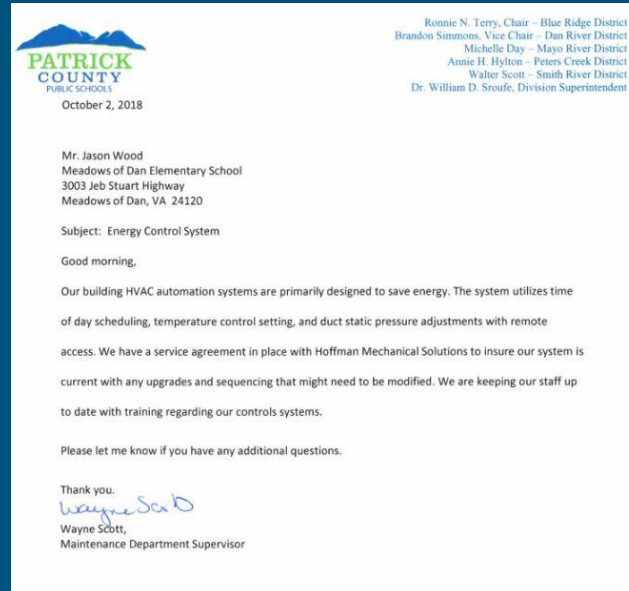 PATRICK
COUNTY
PUBLIC SCHOOLS
Ronnie N. Terry, Chair – Blue Ridge District
Brandon Simmons, Vice Chair – Dan River District
Michelle Day – Mayo River District
Annie H. Hylton – Peters Creek District
Walter Scott – Smith River District
Dr. William D. Sroufe, Division Superintendent
October 2, 2018
Mr. Jason Wood
Meadows of Dan Elementary School
3003 Jeb Stuart Highway
Meadows of Dan, VA 24120
Subject: Energy Control System
Good morning,
Our building HVAC automation systems are primarily designed to save energy. The system utilizes time
of day scheduling, temperature control setting, and duct static pressure adjustments with remote
access. We have a service agreement in place with Hoffman Mechanical Solutions to insure our system is
current with any upgrades and sequencing that might need to be modified. We are keeping our staff up
to date with training regarding our controls systems.
Please let me know if you have any additional questions.
Thank you.
Wayne Scott
Wayne Scott,
Maintenance Department Supervisor